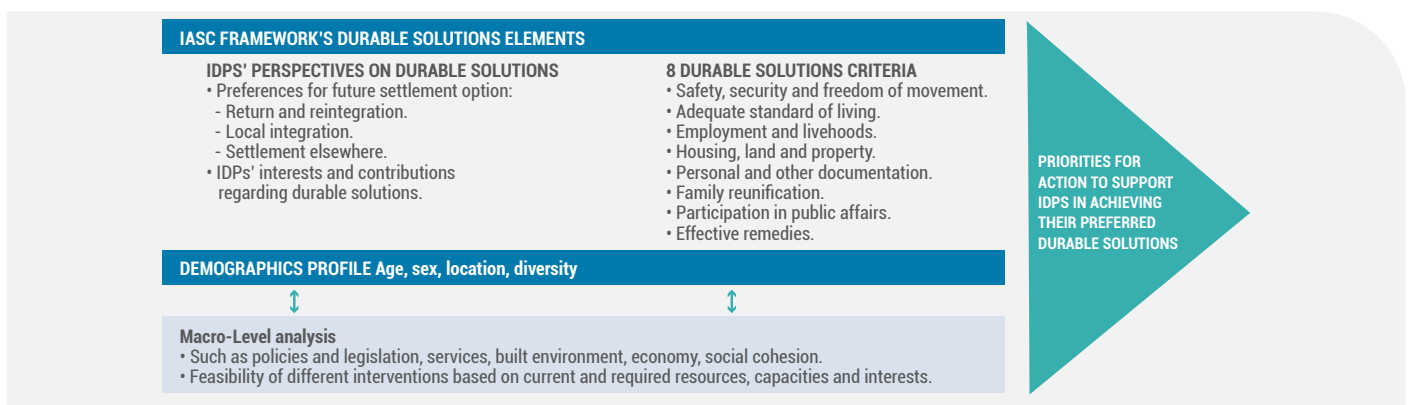 IASC FRAMEWORK'S DURABLE SOLUTIONS ELEMENTS
IDPS' PERSPECTIVES ON DURABLE SOLUTIONS
• Preferences for future settlement option:
- Return and reintegration.
- Local integration.
- Settlement elsewhere.
• IDPs' interests and contributions
regarding durable solutions.
8 DURABLE SOLUTIONS CRITERIA
• Safety, security and freedom of movement.
• Adequate standard of living.
• Employment and livehoods.
• Housing, land and property.
• Personal and other documentation.
• Family reunification.
• Participation in public affairs.
• Effective remedies.
DEMOGRAPHICS PROFILE Age, sex, location, diversity
Macro-Level analysis
• Such as policies and legislation, services, built environment, economy, social cohesion.
• Feasibility of different interventions based on current and required resources, capacities and interests.
PRIORITIES FOR
ACTION TO SUPPORT
IDPS IN ACHIEVING
THEIR PREFERRED
DURABLE SOLUTIONS